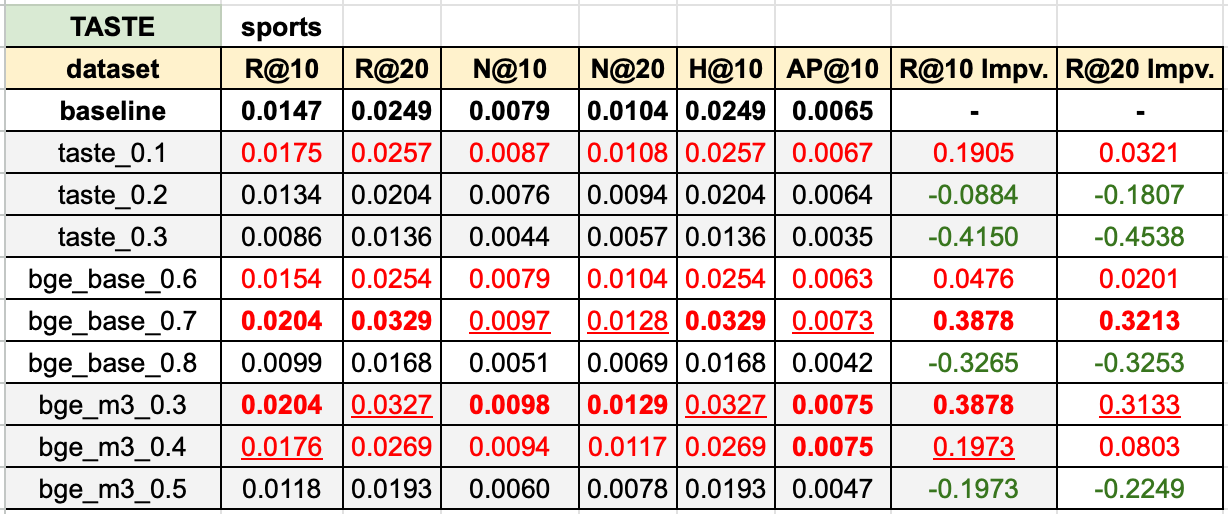 TASTE sports
dataset R@10 R@20 N@10 N@20 H@10 AP@10 R@10 Impv. R@20 Impv.
baseline 0.0147 0.0249 0.0079 0.0104 0.0249 0.0065 - -
taste_0.1 0.0175 0.0257 0.0087 0.0108 0.0257 0.0067 0.1905 0.0321
taste_0.2 0.0134 0.0204 0.0076 0.0094 0.0204 0.0064 -0.0884 -0.1807
taste_0.3 0.0086 0.0136 0.0044 0.0057 0.0136 0.0035 -0.4150 -0.4538
bge_base_0.6 0.0154 0.0254 0.0079 0.0104 0.0254 0.0063 0.0476 0.0201
bge_base_0.7 0.0204 0.0329 0.0097 0.0128 0.0329 0.0073 0.3878 0.3213
bge_base_0.8 0.0099 0.0168 0.0051 0.0069 0.0168 0.0042 -0.3265 -0.3253
bge_m3_0.3 0.0204 0.0327 0.0098 0.0129 0.0327 0.0075 0.3878 0.3133
bge_m3_0.4 0.0176 0.0269 0.0094 0.0117 0.0269 0.0075 0.1973 0.0803
bge_m3_0.5 0.0118 0.0193 0.0060 0.0078 0.0193 0.0047 -0.1973 -0.2249